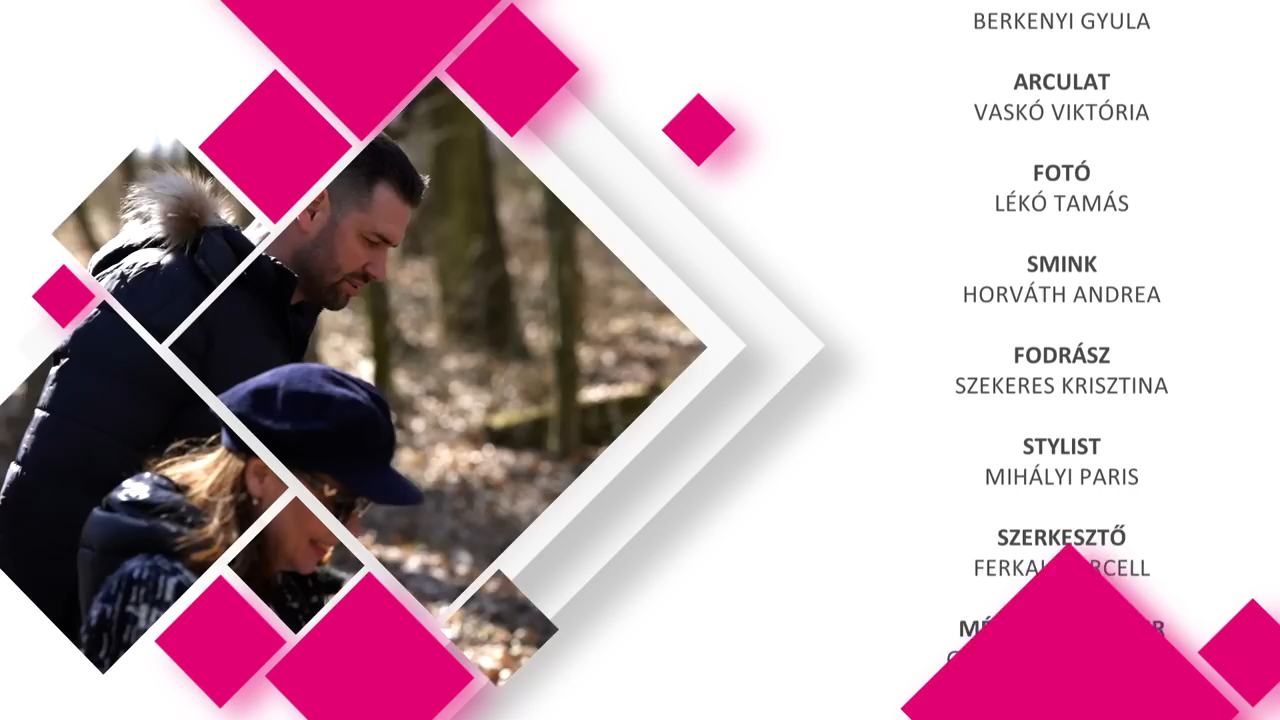 BERKENYI GYULA
ARCULAT
VASKÓ VIKTÓRIA
FOTÓ
LÉKÓ TAMÁS
SMINK
HORVÁTH ANDREA
FODRÁSZ
SZEKERES KRISZTINA
STYLIST
MIHÁLYI PARIS
SZERKESZTŐ